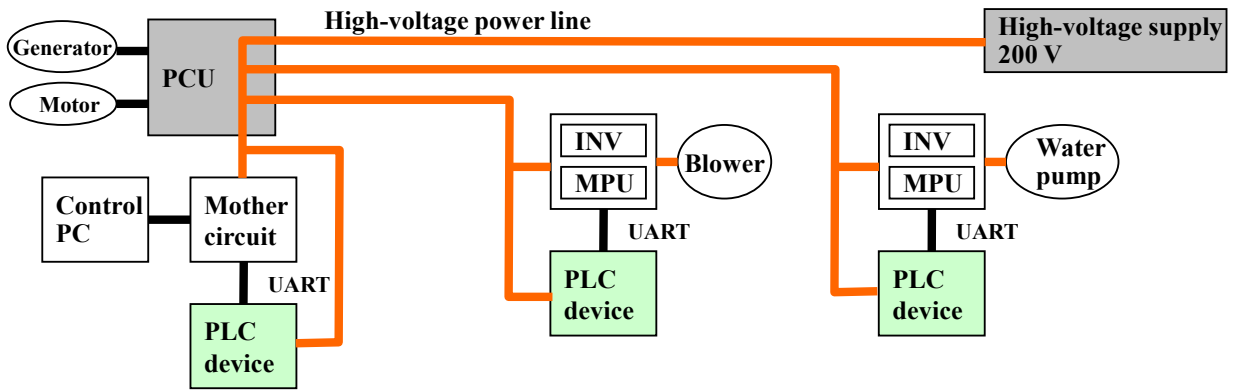 High-voltage power line
High-voltage supply
200 V
Generator
PCU
Motor
INV
MPU
Blower
INV
MPU
Water
pump
Control
PC
Mother
circuit
UART
UART
UART
PLC
device
PLC
device
PLC
device